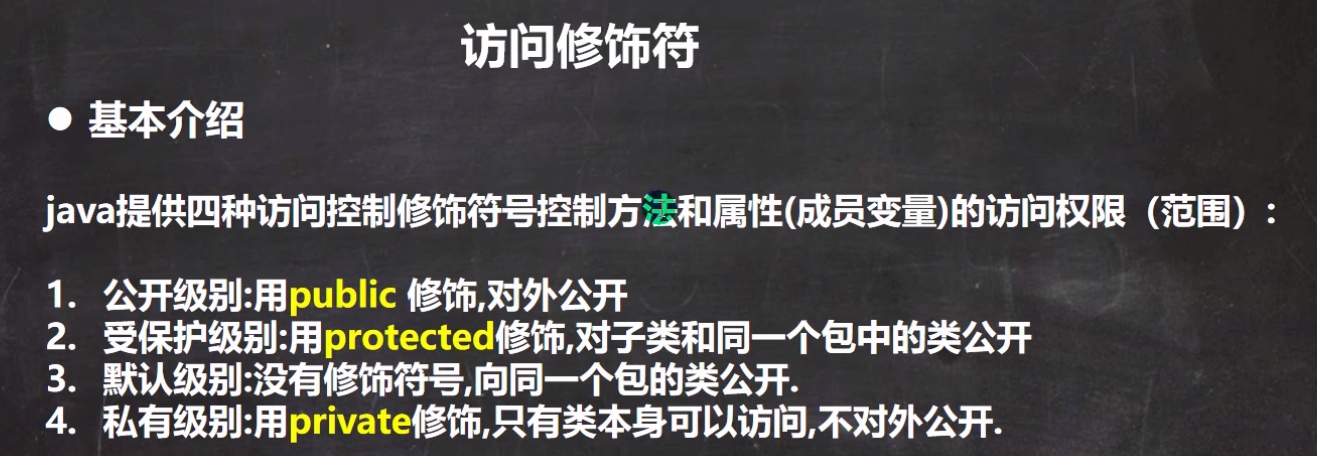 访问修饰符
● 基本介绍
java提供四种访问控制修饰符号控制方法和属性(成员变量)的访问权限（范围）:
1. 公开级别:用public 修饰,对外公开
2. 受保护级别:用protected修饰,对子类和同一个包中的类公开
3. 默认级别:没有修饰符号,向同一个包的类公开.
4. 私有级别:用private修饰,只有类本身可以访问,不对外公开.